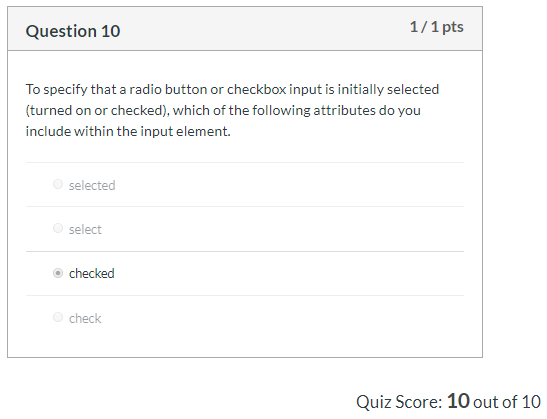 Question 10
1 / 1 pts
To specify that a radio button or checkbox input is initially selected
(turned on or checked), which of the following attributes do you
include within the input element.
selected
select
checked
check
Quiz Score: 10 out of 10